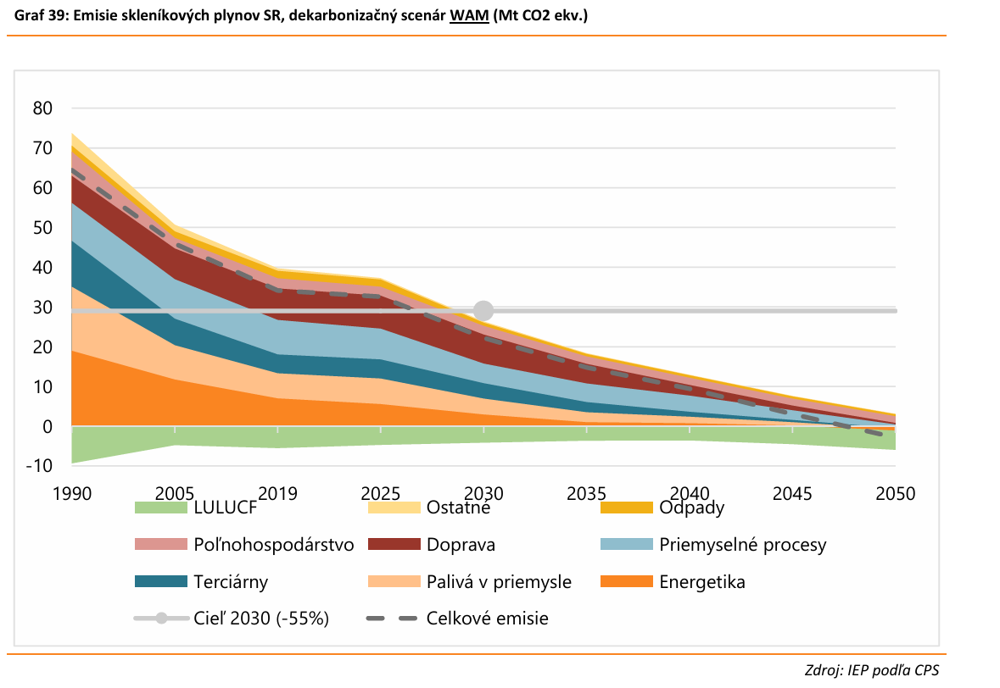 Graf 39: Emisie skleníkových plynov SR, dekarbonizačný scenár WAM (Mt CO2 ekv.)
80
70
60
50
40
30
20
10
0
-10
1990 2005 2019 2025 2030 2035 2040 2045 2050
LULUCF Ostatné Odpady
Poľnohospodárstvo Doprava Priemyselné procesy
Terciárny Palivá v priemysle Energetika
Cieľ 2030 (-55%) Celkové emisie
Zdroj: IEP podľa CPS